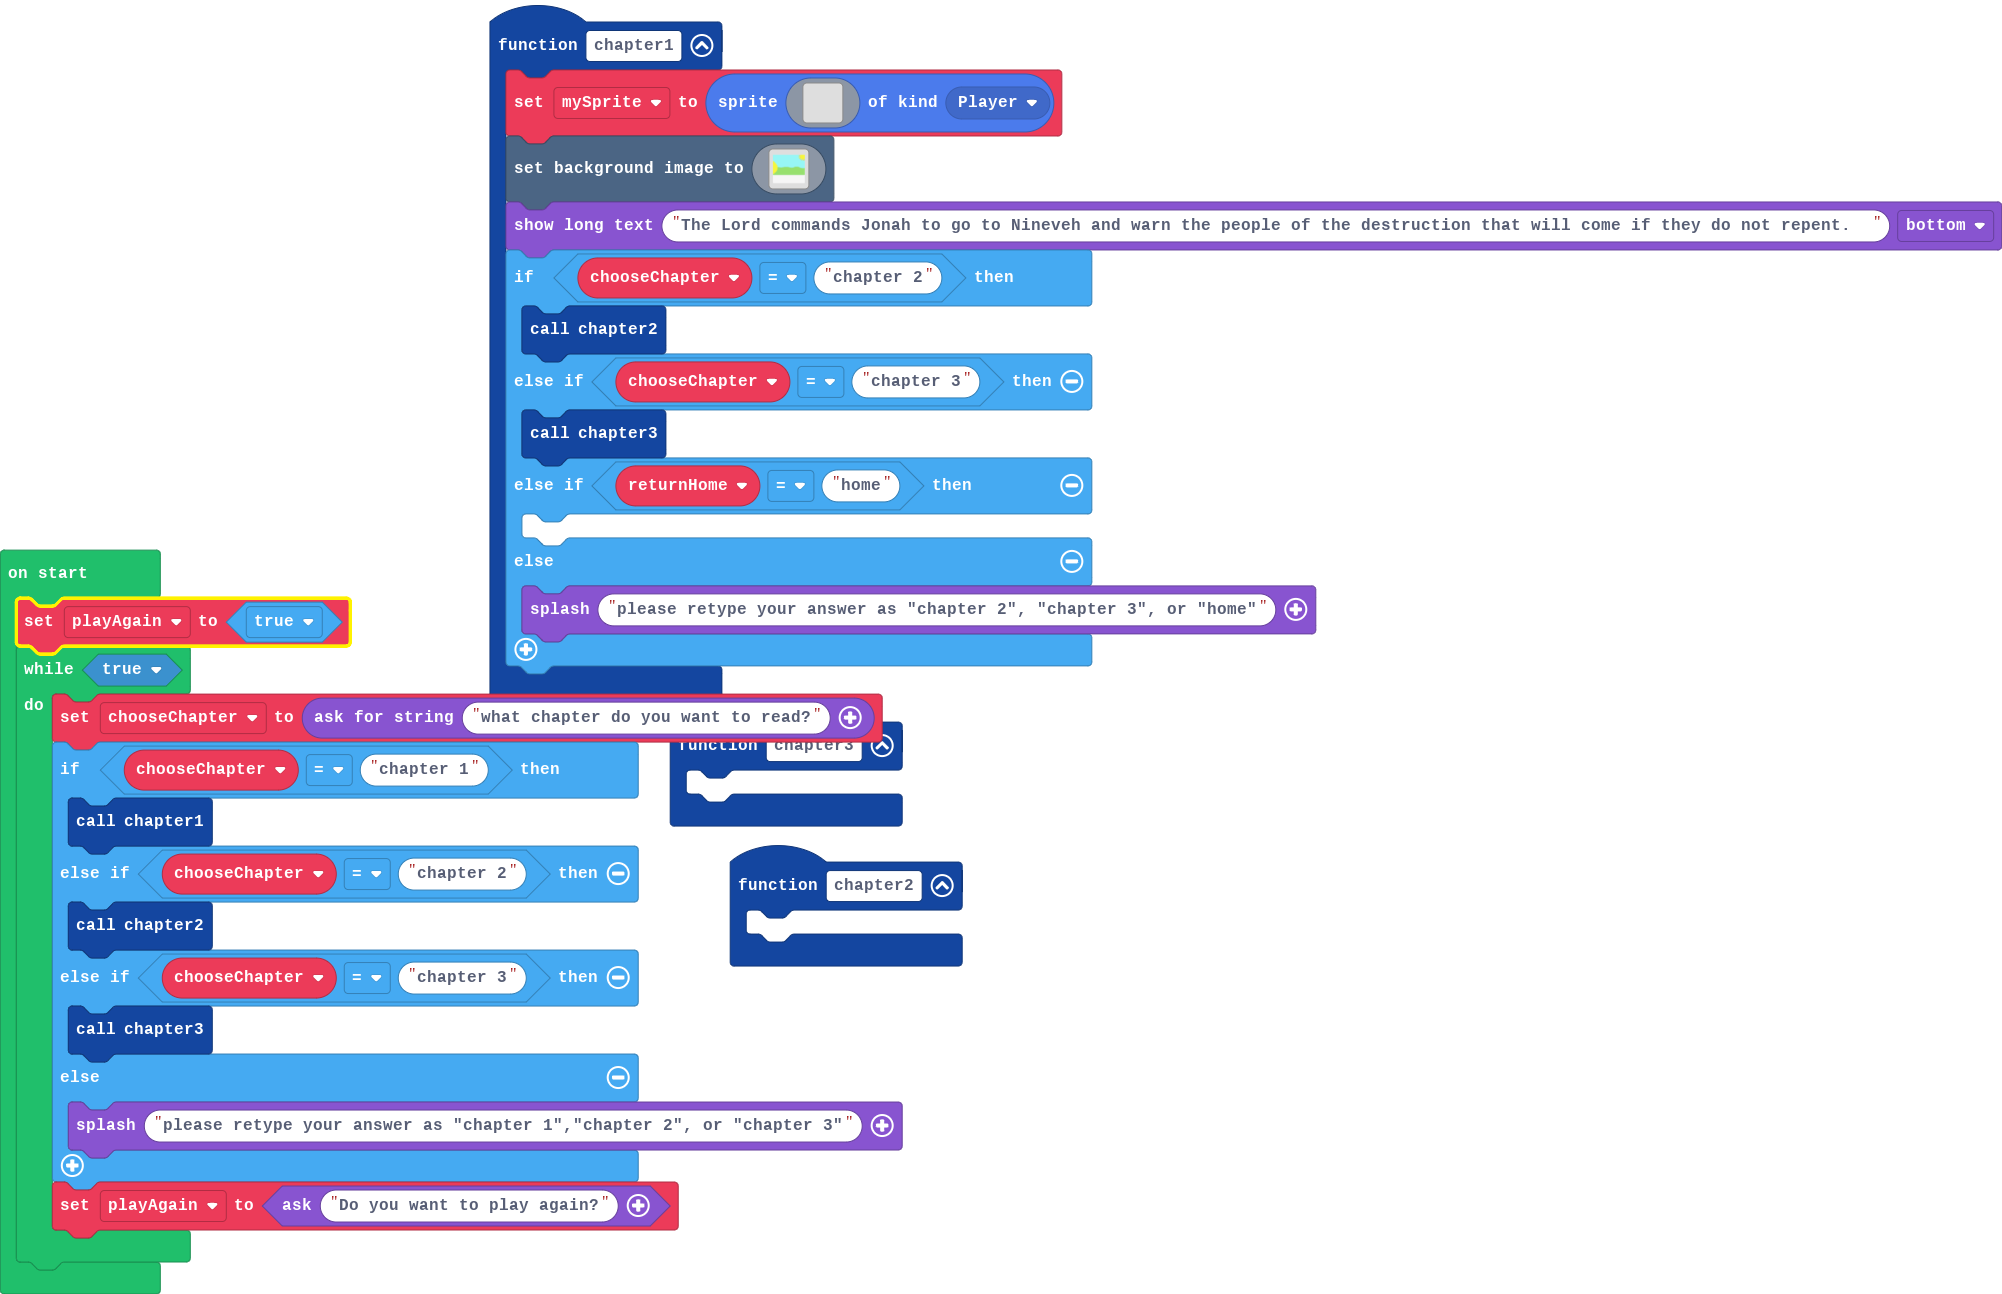 function chapter1
set mySprite to sprite of kind Player
set background image to
show long text "The Lord commands Jonah to go to Nineveh and warn the people of the destruction that will come if they do not repent. " bottom
if chooseChapter = "chapter 2" then
call chapter2
else if chooseChapter = "chapter 3" then
call chapter3
else if returnHome = "home" then
else
splash "please retype your answer as "chapter 2", "chapter 3", or "home""
on start
set playAgain to true
while true
do
set chooseChapter to ask for string "what chapter do you want to read?"
if chooseChapter = "chapter 1" then
call chapter1
else if chooseChapter = "chapter 2" then
call chapter2
else if chooseChapter = "chapter 3" then
call chapter3
else
splash "please retype your answer as "chapter 1","chapter 2", or "chapter 3""
set playAgain to ask "Do you want to play again?"
function chapter3
function chapter2